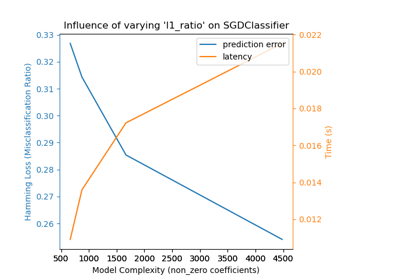 Influence of varying 'l1_ratio' on SGDClassifier
prediction error
latency
Hamming Loss (Misclassification Ratio)
0.33
0.32
0.31
0.30
0.29
0.28
0.27
0.26
0.022
0.020
0.018
0.016
0.014
0.012
Time (s)
500 1000 1500 2000 2500 3000 3500 4000 4500
Model Complexity (non_zero coefficients)